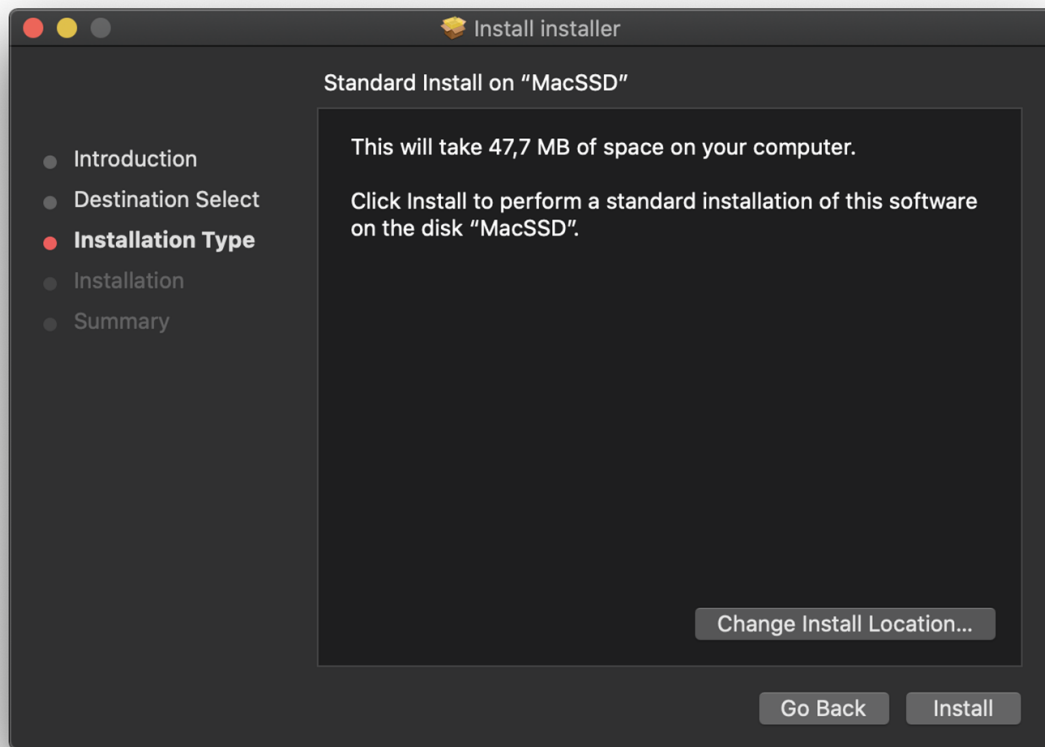 Install installer
Standard Install on “MacSSD”
Introduction
Destination Select
Installation Type
Installation
Summary
This will take 47,7 MB of space on your computer.
Click Install to perform a standard installation of this software
on the disk “MacSSD”.
Change Install Location...
Go Back
Install